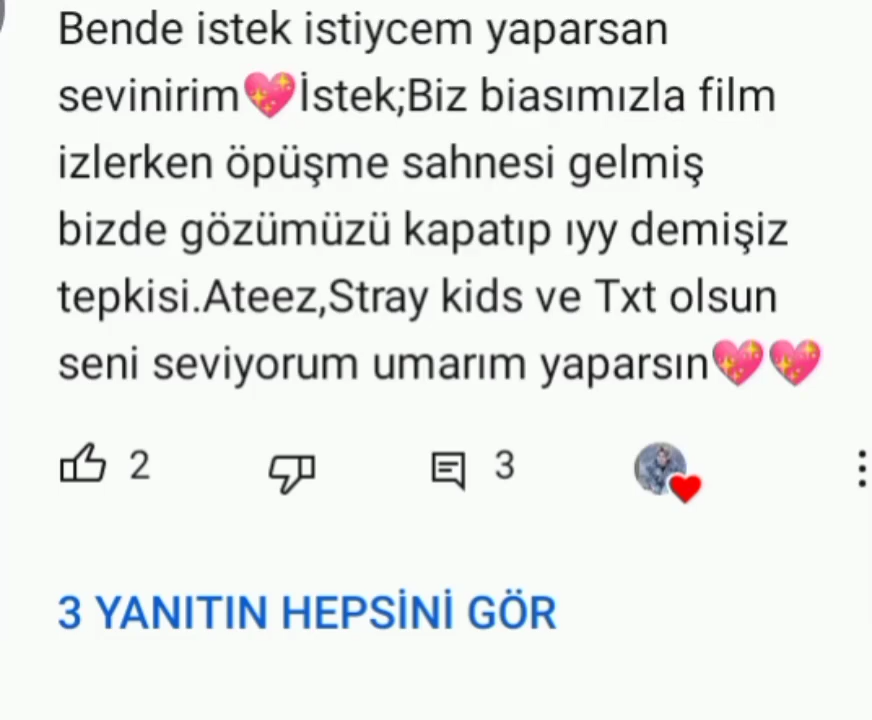 Bende istek istiycem yaparsan
sevinirim💖İstek;Biz biasımızla film
izlerken öpüşme sahnesi gelmiş
bizde gözümüzü kapatıp ıyy demişiz
tepkisi.Ateez,Stray kids ve Txt olsun
seni seviyorum umarım yaparsın💖💖
2 3
3 YANITIN HEPSİNİ GÖR